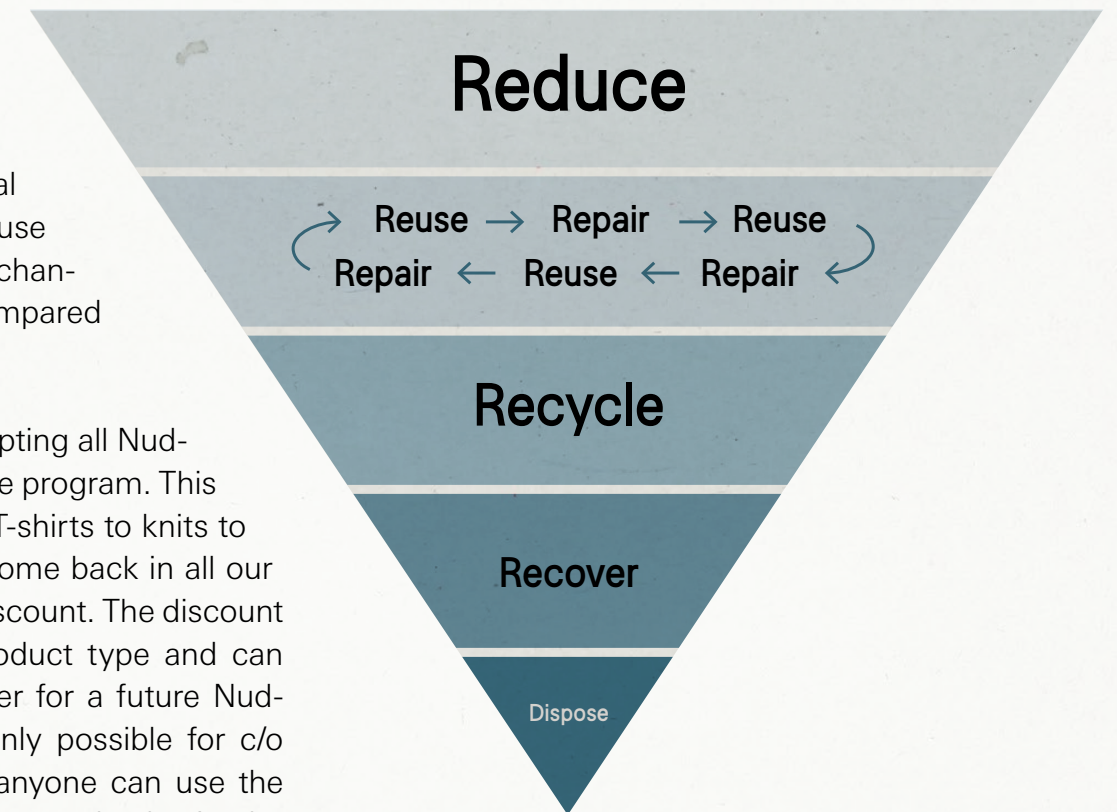 al
use
chan-
mpared
pting all Nud-
e program. This
T-shirts to knits to
ome back in all our
scount. The discount
oduct type and can
er for a future Nud-
nly possible for c/o
anyone can use the
Reduce
Reuse → Repair → Reuse
Repair ← Reuse ← Repair
Recycle
Recover
Dispose